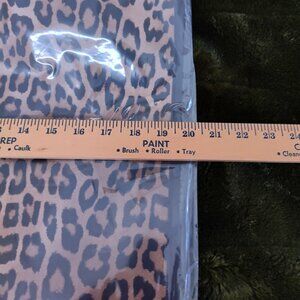 14 15 16 17 18 19 20 21 22 23
REP PAINT
• Caulk • Brush • Roller • Tray • Clean